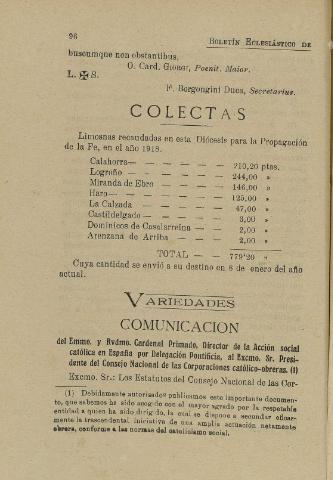 96
BOLETÍN ECLESIÁSTICO DE
buscumque non obstantibus.
O. Card. Giorgi, Poenit. Maior.
L. ✠ S.
F. Borgongini Duca, Secretarius.
COLECTAS
Limosnas recaudados en esta Diócesis para la Propagación
de la Fe, en el año 1918.
Calahorra— — — — — — 210,20 ptas.
Logroño — — — — — — — 244,00 »
Miranda de Ebro — — — — — 146,00 »
Haro— — — — — — — 125,00 »
La Calzada — — — — — — 47,00 »
Castildelgado — — — — — 3,00 »
Dominicos de Casalarreina — — — 2,00 »
Arenzana de Arriba — — — — 2,00 »
TOTAL — — 779'20 »
Cuya cantidad se envió a su destino en 8 de enero del año
actual.
VARIEDADES
COMUNICACION
del Emmo. y Rvdmo. Cardenal Primado, Director de la Acción social
católica en España por Delegación Pontificia, al Excmo. Sr. Presi-
dente del Consejo Nacional de las Corporaciones católico-obreras. (1)
Excmo. Sr.: Los Estatutos del Consejo Nacional de las Cor-
(1) Debidamente autorizados publicamos este importante documen-
to, que sabemos ha sido acogido con el mayor agrado por la respetable
entidad a quien ha sido dirigido, la cual se dispone a secundar eficaz-
mente la trascendental iniciativa de una amplia actuación netamente
obrera, conforme a las normas del catolicismo social.